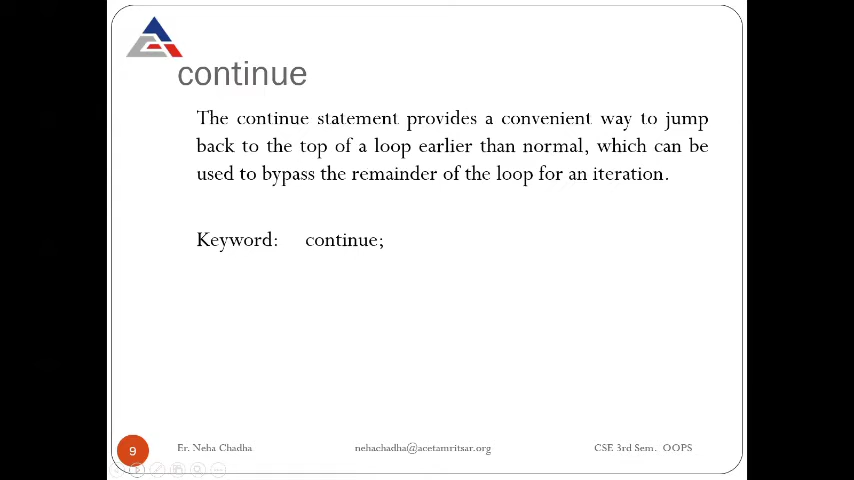 continue
The continue statement provides a convenient way to jump
back to the top of a loop earlier than normal, which can be
used to bypass the remainder of the loop for an iteration.
Keyword: continue;
9 Er. Neha Chadha nehachadha@acetamritsar.org CSE 3rd Sem. OOPS